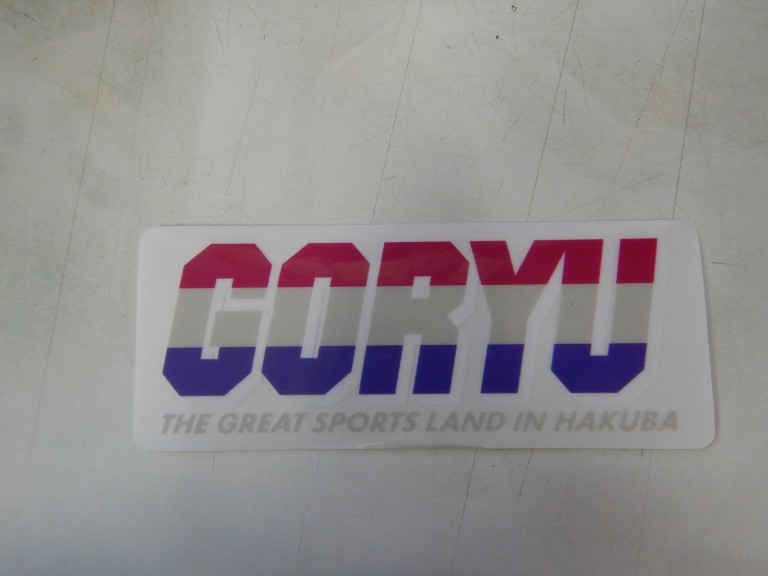 GORYU
THE GREAT SPORTS LAND IN HAKUBA